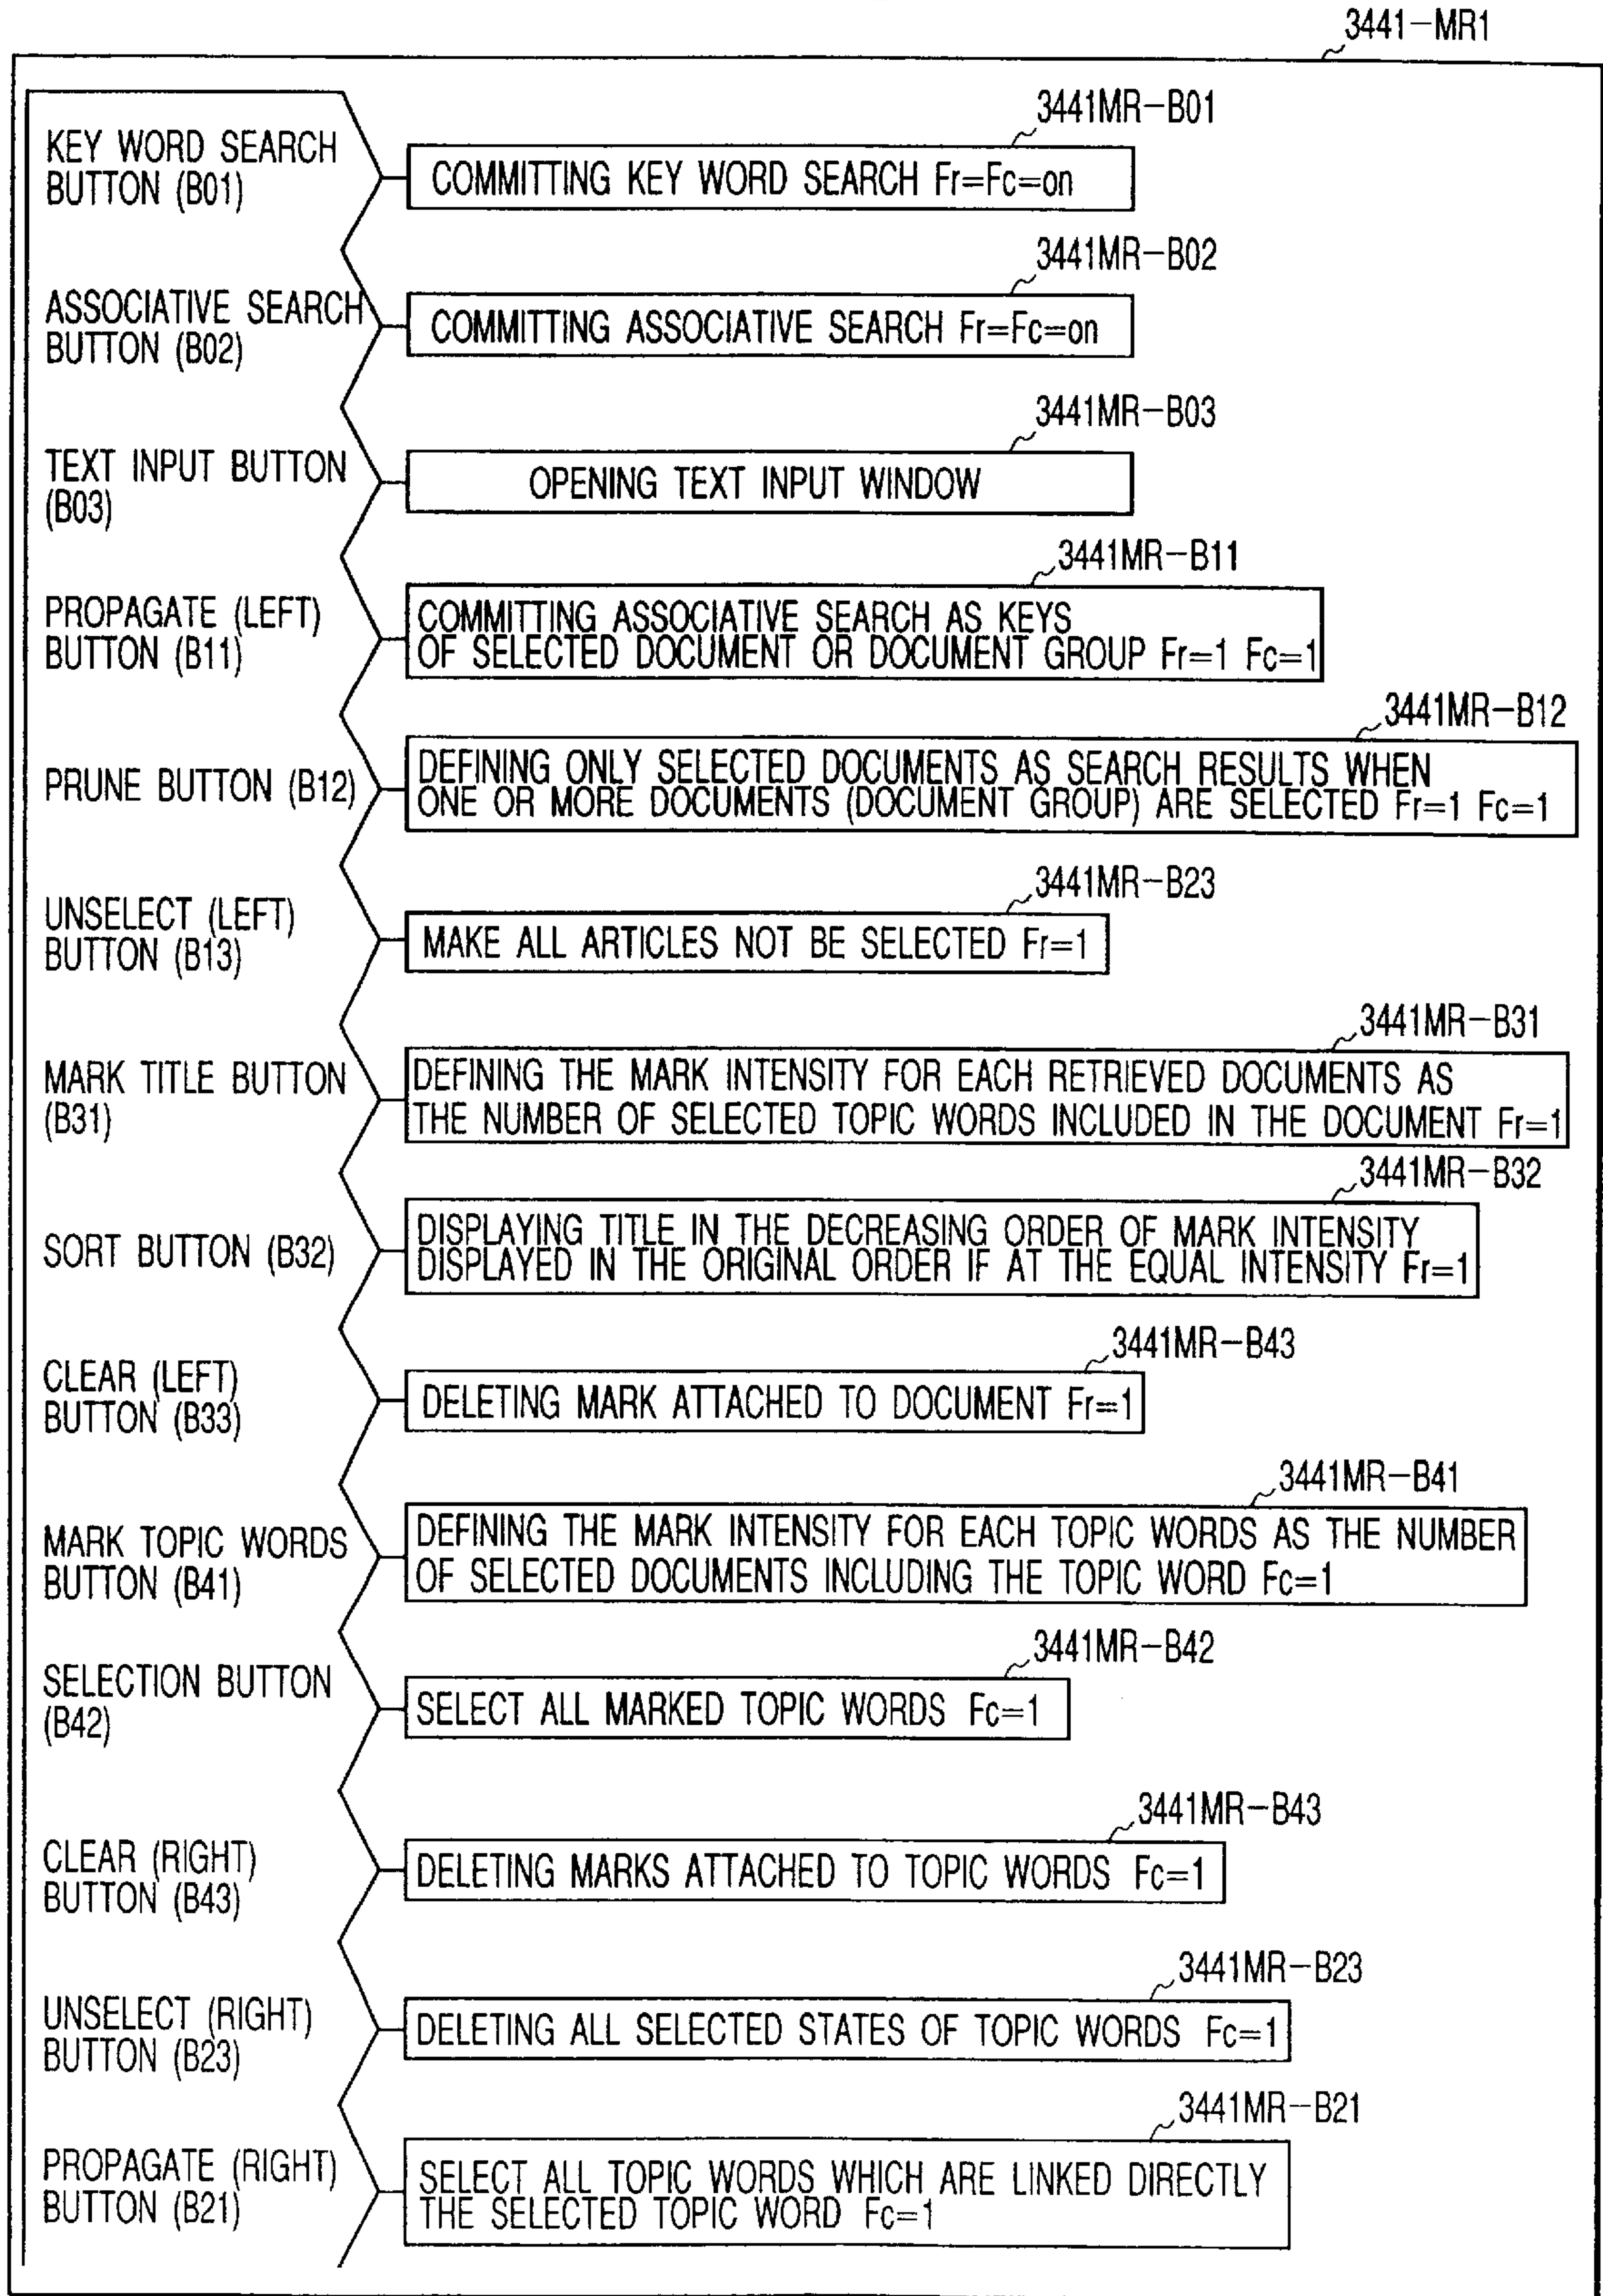 3441-MR1
3441MR-B01
KEY WORD SEARCH
BUTTON (B01)
COMMITTING KEY WORD SEARCH Fr=Fc=on
3441MR-B02
ASSOCIATIVE SEARCH
BUTTON (B02)
COMMITTING ASSOCIATIVE SEARCH Fr=Fc=on
3441MR-B03
TEXT INPUT BUTTON
(B03)
OPENING TEXT INPUT WINDOW
3441MR-B11
PROPAGATE (LEFT)
BUTTON (B11)
COMMITTING ASSOCIATIVE SEARCH AS KEYS
OF SELECTED DOCUMENT OR DOCUMENT GROUP Fr=1 Fc=1
3441MR-B12
PRUNE BUTTON (B12)
DEFINING ONLY SELECTED DOCUMENTS AS SEARCH RESULTS WHEN
ONE OR MORE DOCUMENTS (DOCUMENT GROUP) ARE SELECTED Fr=1 Fc=1
3441MR-B23
UNSELECT (LEFT)
BUTTON (B13)
MAKE ALL ARTICLES NOT BE SELECTED Fr=1
3441MR-B31
MARK TITLE BUTTON
(B31)
DEFINING THE MARK INTENSITY FOR EACH RETRIEVED DOCUMENTS AS
THE NUMBER OF SELECTED TOPIC WORDS INCLUDED IN THE DOCUMENT Fr=1
3441MR-B32
SORT BUTTON (B32)
DISPLAYING TITLE IN THE DECREASING ORDER OF MARK INTENSITY
DISPLAYED IN THE ORIGINAL ORDER IF AT THE EQUAL INTENSITY Fr=1
3441MR-B43
CLEAR (LEFT)
BUTTON (B33)
DELETING MARK ATTACHED TO DOCUMENT Fr=1
3441MR-B41
MARK TOPIC WORDS
BUTTON (B41)
DEFINING THE MARK INTENSITY FOR EACH TOPIC WORDS AS THE NUMBER
OF SELECTED DOCUMENTS INCLUDING THE TOPIC WORD Fc=1
3441MR-B42
SELECTION BUTTON
(B42)
SELECT ALL MARKED TOPIC WORDS Fc=1
3441MR-B43
CLEAR (RIGHT)
BUTTON (B43)
DELETING MARKS ATTACHED TO TOPIC WORDS Fc=1
3441MR-B23
UNSELECT (RIGHT)
BUTTON (B23)
DELETING ALL SELECTED STATES OF TOPIC WORDS Fc=1
3441MR-B21
PROPAGATE (RIGHT)
BUTTON (B21)
SELECT ALL TOPIC WORDS WHICH ARE LINKED DIRECTLY
THE SELECTED TOPIC WORD Fc=1